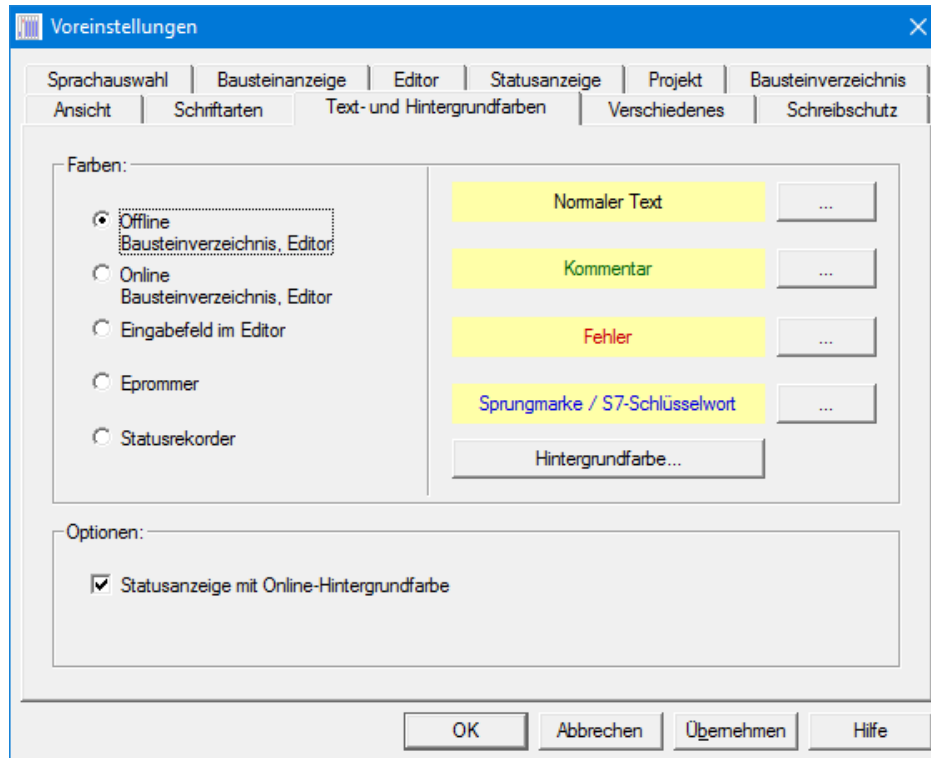 Voreinstellungen
Sprachauswahl Bausteinanzeige Editor Statusanzeige Projekt Bausteinverzeichnis
Ansicht Schriftarten Text- und Hintergrundfarben Verschiedenes Schreibschutz
Farben:
Offline
Bausteinverzeichnis, Editor
Online
Bausteinverzeichnis, Editor
Eingabefeld im Editor
Eprommer
Statusrekorder
Normaler Text ...
Kommentar ...
Fehler ...
Sprungmarke / S7-Schlüsselwort ...
Hintergrundfarbe...
Optionen:
Statusanzeige mit Online-Hintergrundfarbe
OK Abbrechen Übernehmen Hilfe